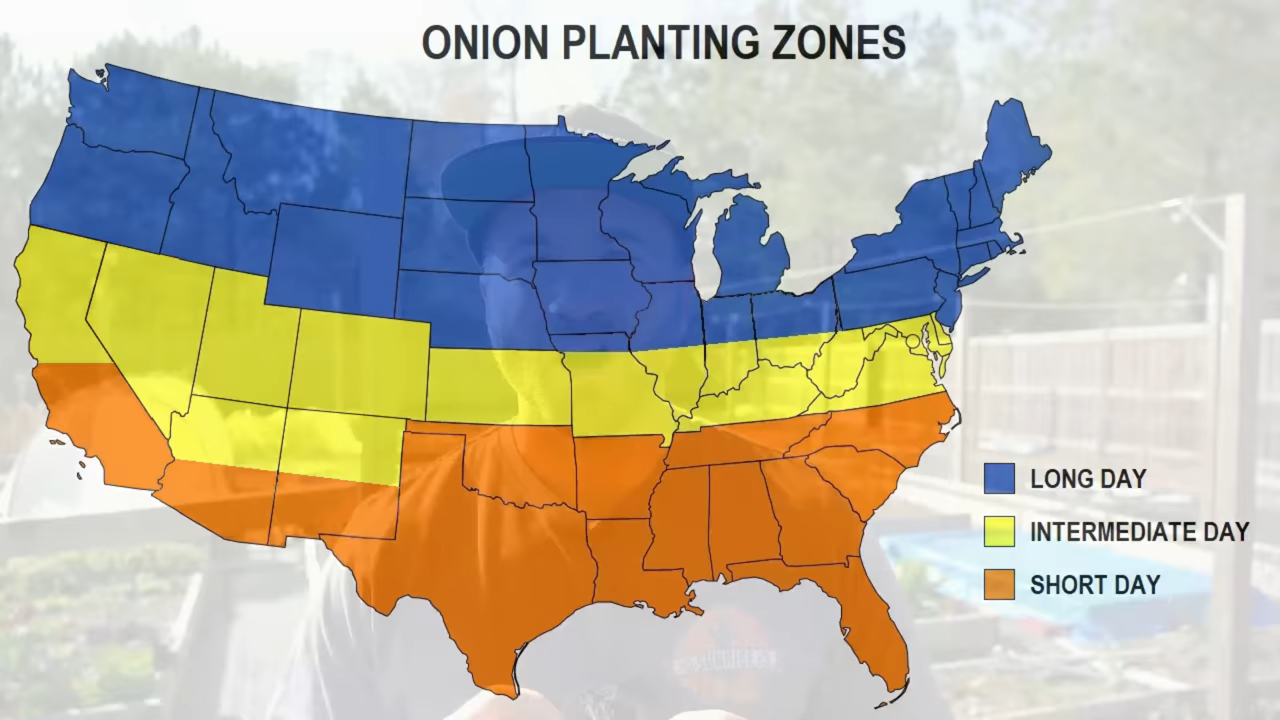 ONION PLANTING ZONES
LONG DAY
INTERMEDIATE DAY
SHORT DAY